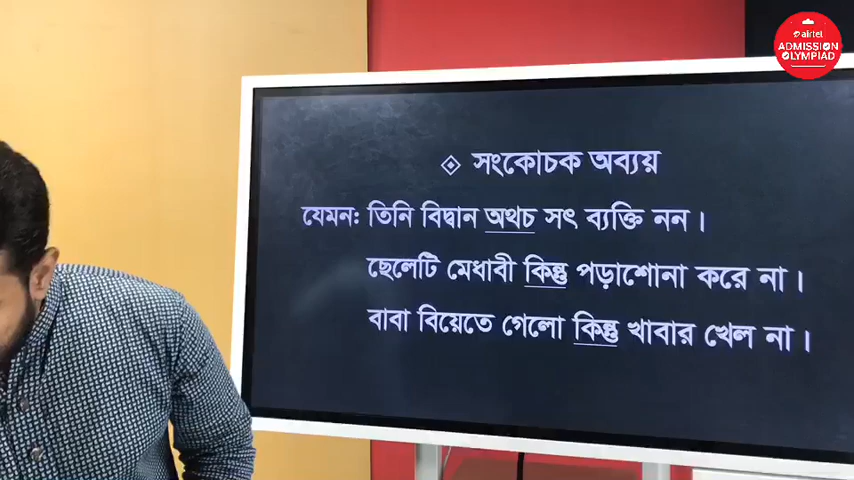 airtel
ADMISSION
OLYMPIAD
◈ সংকোচক অব্যয়
যেমন: তিনি বিদ্বান অথচ সৎ ব্যক্তি নন।
ছেলেটি মেধাবী কিন্তু পড়াশোনা করে না।
বাবা বিয়েতে গেলো কিন্তু খাবার খেল না।